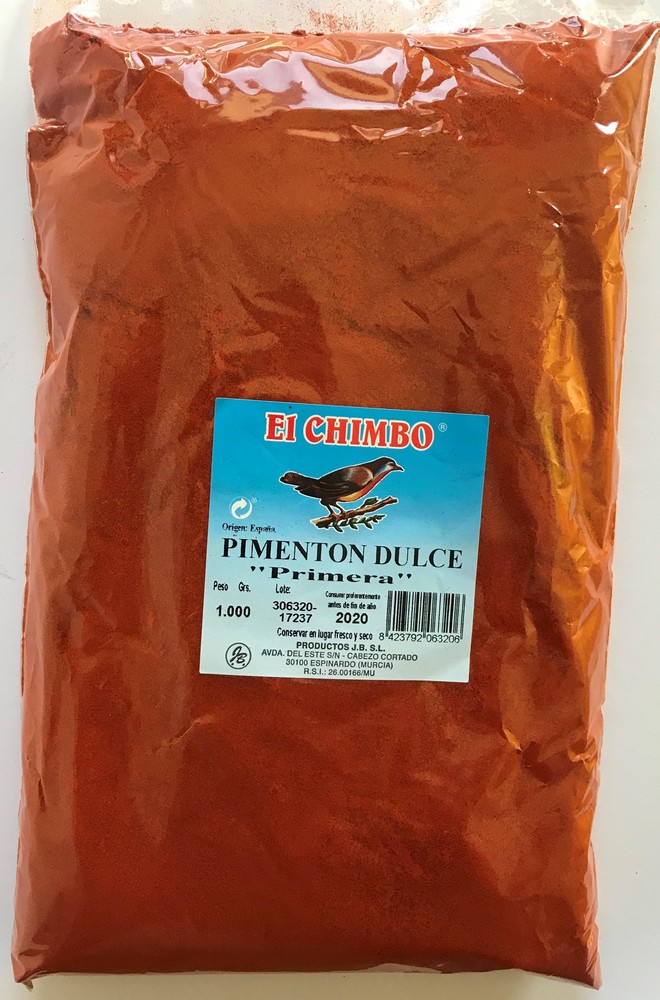 El CHIMBO ®
Origen: España.
PIMENTON DULCE
"Primera"
Peso Grs. Lote: Consumir preferentemente
antes de fin de año
1.000 306320- 2020
17237
8 423792 063206
Conservar en lugar fresco y seco
JB PRODUCTOS J.B. S.L.
AVDA. DEL ESTE S/N - CABEZO CORTADO
30100 ESPINARDO (MURCIA)
R.S.I.: 26.00166/MU